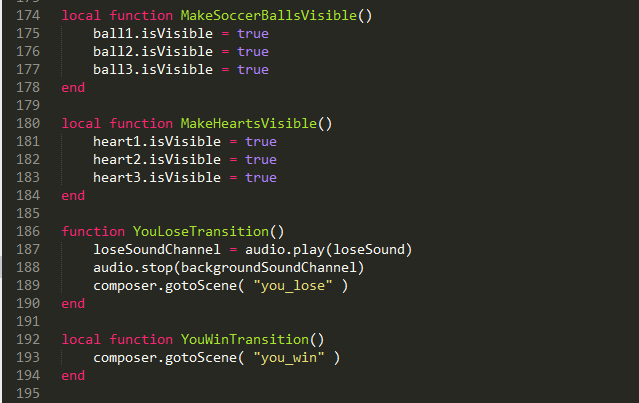 174 local function MakeSoccerBallsVisible()
175     ball1.isVisible = true
176     ball2.isVisible = true
177     ball3.isVisible = true
178 end
179
180 local function MakeHeartsVisible()
181     heart1.isVisible = true
182     heart2.isVisible = true
183     heart3.isVisible = true
184 end
185
186 function YouLoseTransition()
187     loseSoundChannel = audio.play(loseSound)
188     audio.stop(backgroundSoundChannel)
189     composer.gotoScene( "you_lose" )
190 end
191
192 local function YouWinTransition()
193     composer.gotoScene( "you_win" )
194 end
195